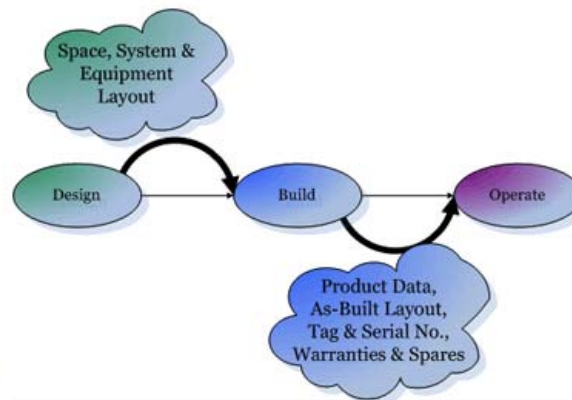 Space, System &
Equipment
Layout
Design
Build
Operate
Product Data,
As-Built Layout,
Tag & Serial No.,
Warranties & Spares